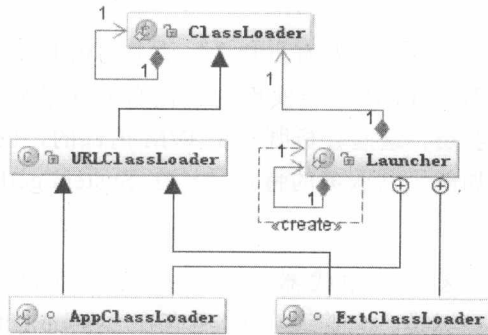 1
C ClassLoader
1
1
1
C URLClassLoader
C Launcher
1
1
«create»
C AppClassLoader
C ExtClassLoader